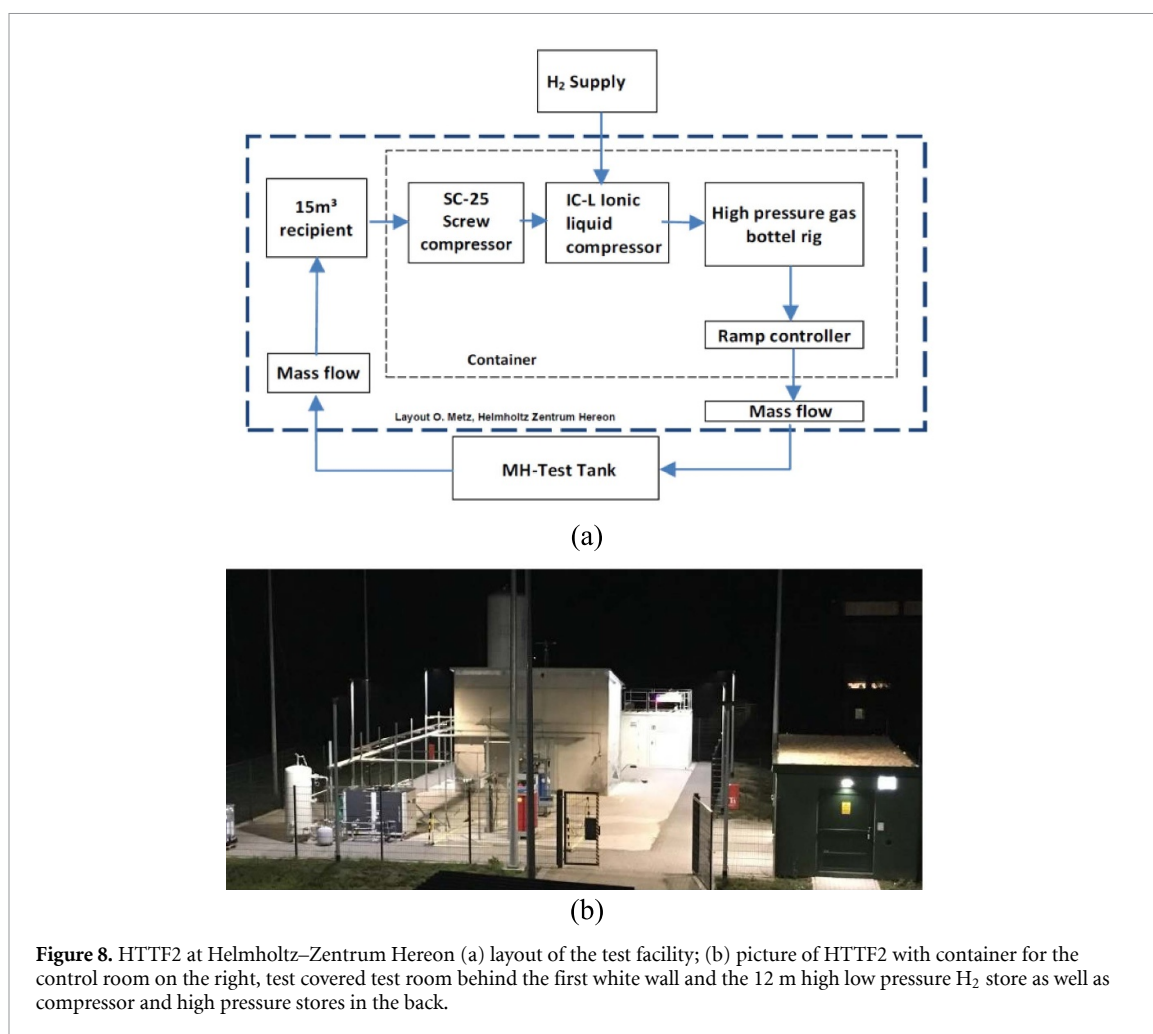 H₂ Supply
15m³
recipient
SC-25
Screw
compressor
IC-L Ionic
liquid
compressor
High pressure gas
bottel rig
Ramp controller
Container
Mass flow
Mass flow
Layout O. Metz, Helmholtz Zentrum Hereon
MH-Test Tank
(a)
(b)
Figure 8. HTTF2 at Helmholtz–Zentrum Hereon (a) layout of the test facility; (b) picture of HTTF2 with container for the
control room on the right, test covered test room behind the first white wall and the 12 m high low pressure H₂ store as well as
compressor and high pressure stores in the back.